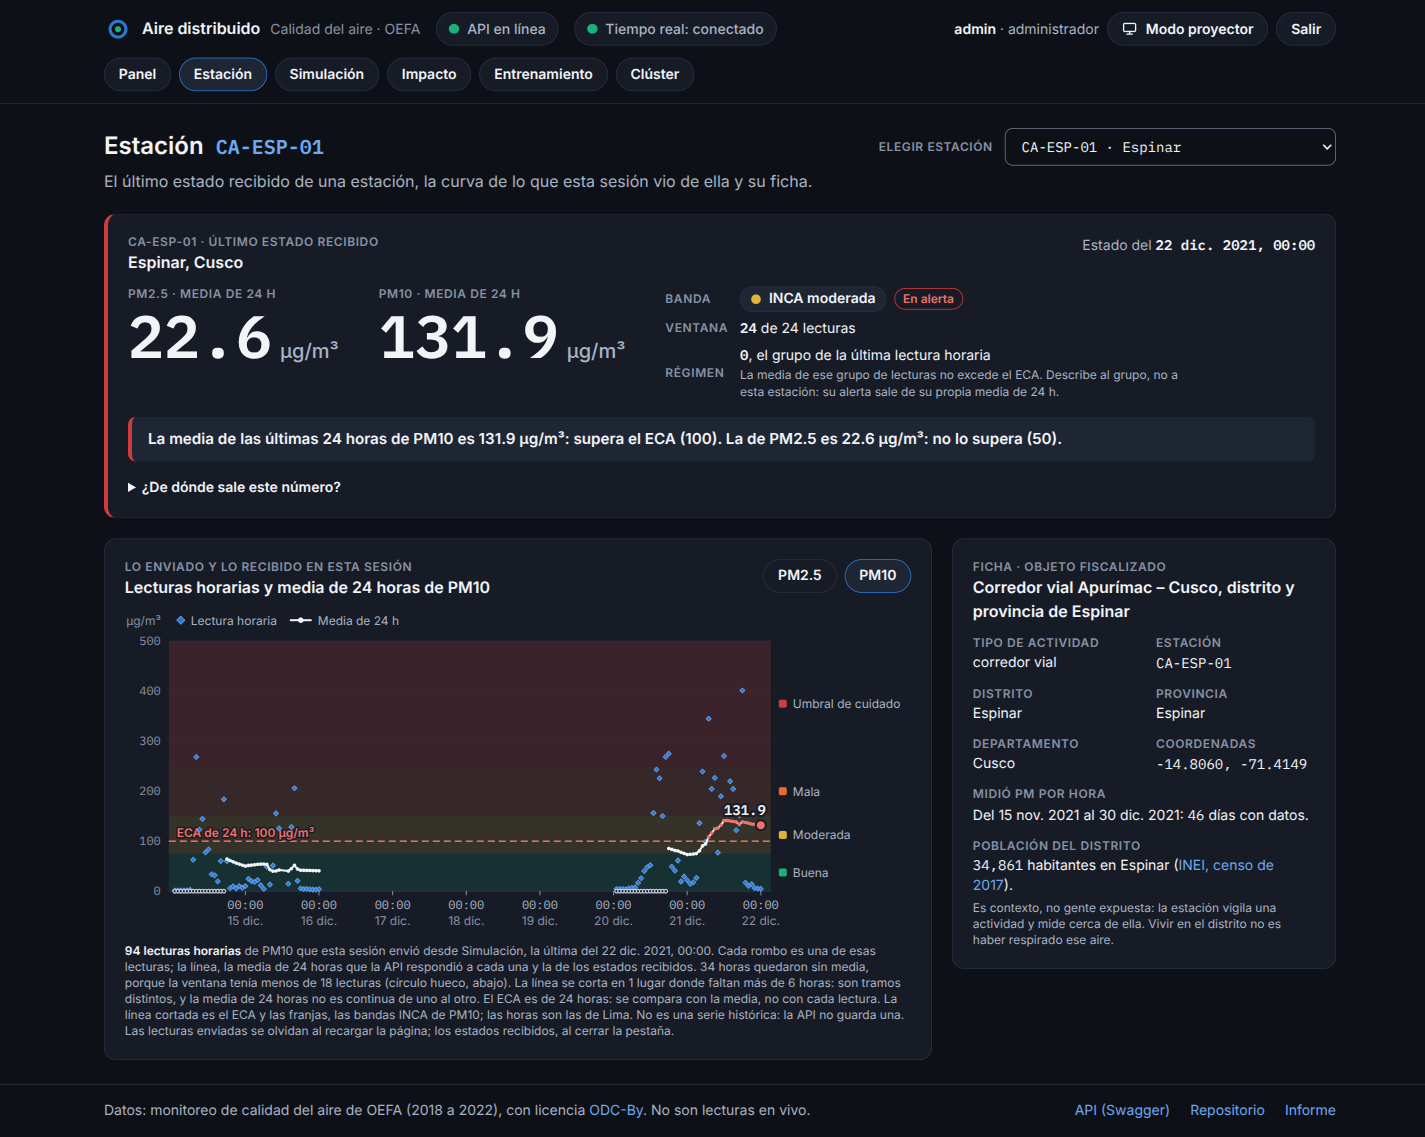 Aire distribuido Calidad del aire · OEFA API en línea Tiempo real: conectado admin · administrador Modo proyector Salir
Panel Estación Simulación Impacto Entrenamiento Clúster
Estación CA-ESP-01
ELEGIR ESTACIÓN CA-ESP-01 · Espinar
El último estado recibido de una estación, la curva de lo que esta sesión vio de ella y su ficha.
CA-ESP-01 · ÚLTIMO ESTADO RECIBIDO
Espinar, Cusco
Estado del 22 dic. 2021, 00:00
PM2.5 · MEDIA DE 24 H
22.6 µg/m³
PM10 · MEDIA DE 24 H
131.9 µg/m³
BANDA INCA moderada En alerta
VENTANA 24 de 24 lecturas
RÉGIMEN 0, el grupo de la última lectura horaria
La media de ese grupo de lecturas no excede el ECA. Describe al grupo, no a
esta estación: su alerta sale de su propia media de 24 h.
La media de las últimas 24 horas de PM10 es 131.9 µg/m³: supera el ECA (100). La de PM2.5 es 22.6 µg/m³: no lo supera (50).
¿De dónde sale este número?
LO ENVIADO Y LO RECIBIDO EN ESTA SESIÓN
Lecturas horarias y media de 24 horas de PM10
PM2.5 PM10
µg/m³ Lectura horaria Media de 24 h
500
400
300
200
100
0
Umbral de cuidado
Mala
Moderada
Buena
131.9
ECA de 24 h: 100 µg/m³
00:00 00:00 00:00 00:00 00:00 00:00 00:00 00:00
15 dic. 16 dic. 17 dic. 18 dic. 19 dic. 20 dic. 21 dic. 22 dic.
94 lecturas horarias de PM10 que esta sesión envió desde Simulación, la última del 22 dic. 2021, 00:00. Cada rombo es una de esas
lecturas; la línea, la media de 24 horas que la API respondió a cada una y la de los estados recibidos. 34 horas quedaron sin media,
porque la ventana tenía menos de 18 lecturas (círculo hueco, abajo). La línea se corta en 1 lugar donde faltan más de 6 horas: son tramos
distintos, y la media de 24 horas no es continua de uno al otro. El ECA es de 24 horas: se compara con la media, no con cada lectura. La
línea cortada es el ECA y las franjas, las bandas INCA de PM10; las horas son las de Lima. No es una serie histórica: la API no guarda una.
Las lecturas enviadas se olvidan al recargar la página; los estados recibidos, al cerrar la pestaña.
FICHA · OBJETO FISCALIZADO
Corredor vial Apurímac – Cusco, distrito y
provincia de Espinar
TIPO DE ACTIVIDAD
corredor vial
ESTACIÓN
CA-ESP-01
DISTRITO
Espinar
PROVINCIA
Espinar
DEPARTAMENTO
Cusco
COORDENADAS
-14.8060, -71.4149
MIDIÓ PM POR HORA
Del 15 nov. 2021 al 30 dic. 2021: 46 días con datos.
POBLACIÓN DEL DISTRITO
34,861 habitantes en Espinar (INEI, censo de
2017).
Es contexto, no gente expuesta: la estación vigila una
actividad y mide cerca de ella. Vivir en el distrito no es
haber respirado ese aire.
Datos: monitoreo de calidad del aire de OEFA (2018 a 2022), con licencia ODC-By. No son lecturas en vivo.
API (Swagger) Repositorio Informe